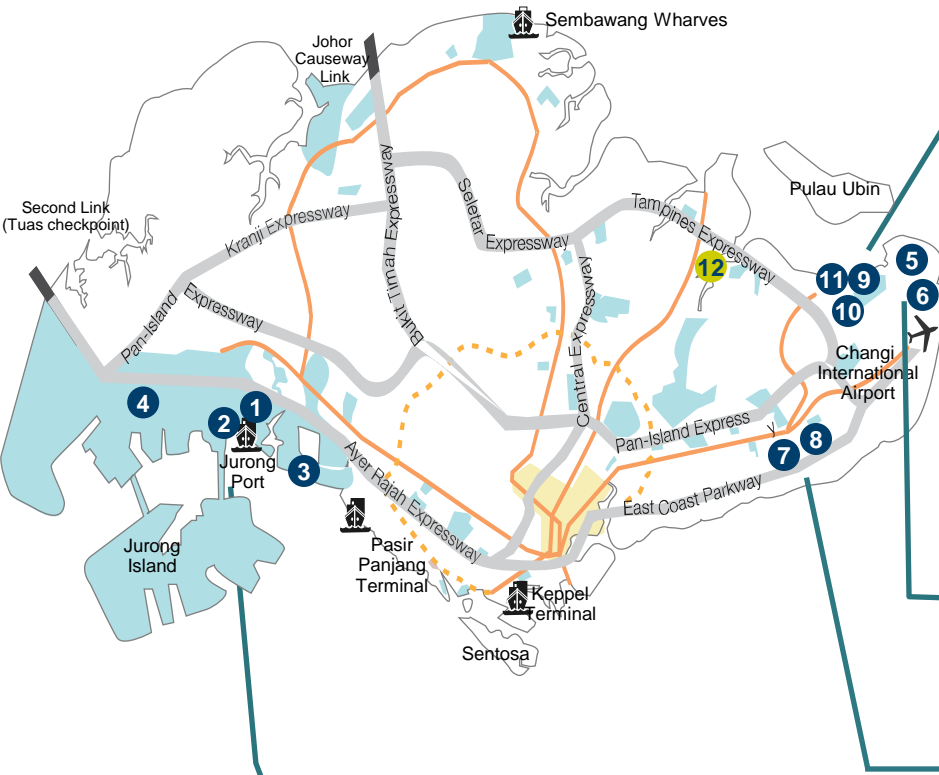 Sembawang Wharves
Johor
Causeway
Link
Pulau Ubin
Second Link
(Tuas checkpoint)
Kranji Expressway
Bukit Timah Expressway
Seletar
Expressway
Tampines Expressway
12
5
11
9
6
10
Pan-Island
Expressway
Central Expressway
Changi
International
Airport
4
1
2
Jurong
Port
3
Pan-Island Express
y
7
8
Ayer Rajah Expressway
East Coast Parkway
Jurong
Island
Pasir
Panjang
Terminal
Keppel
Terminal
Sentosa